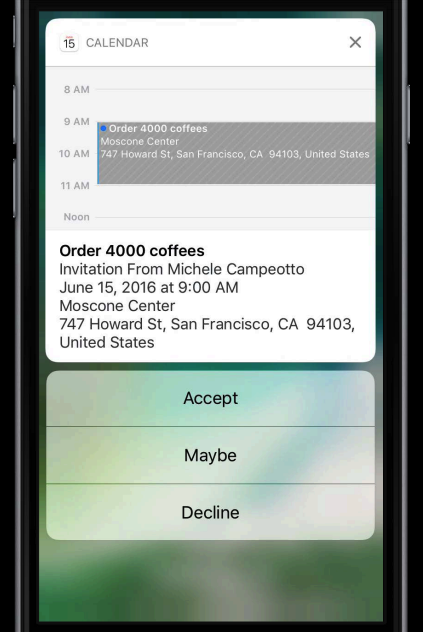 15 CALENDAR
8 AM
9 AM
Order 4000 coffees
Moscone Center
10 AM 747 Howard St, San Francisco, CA 94103, United States
11 AM
Noon
Order 4000 coffees
Invitation From Michele Campeotto
June 15, 2016 at 9:00 AM
Moscone Center
747 Howard St, San Francisco, CA 94103,
United States
Accept
Maybe
Decline